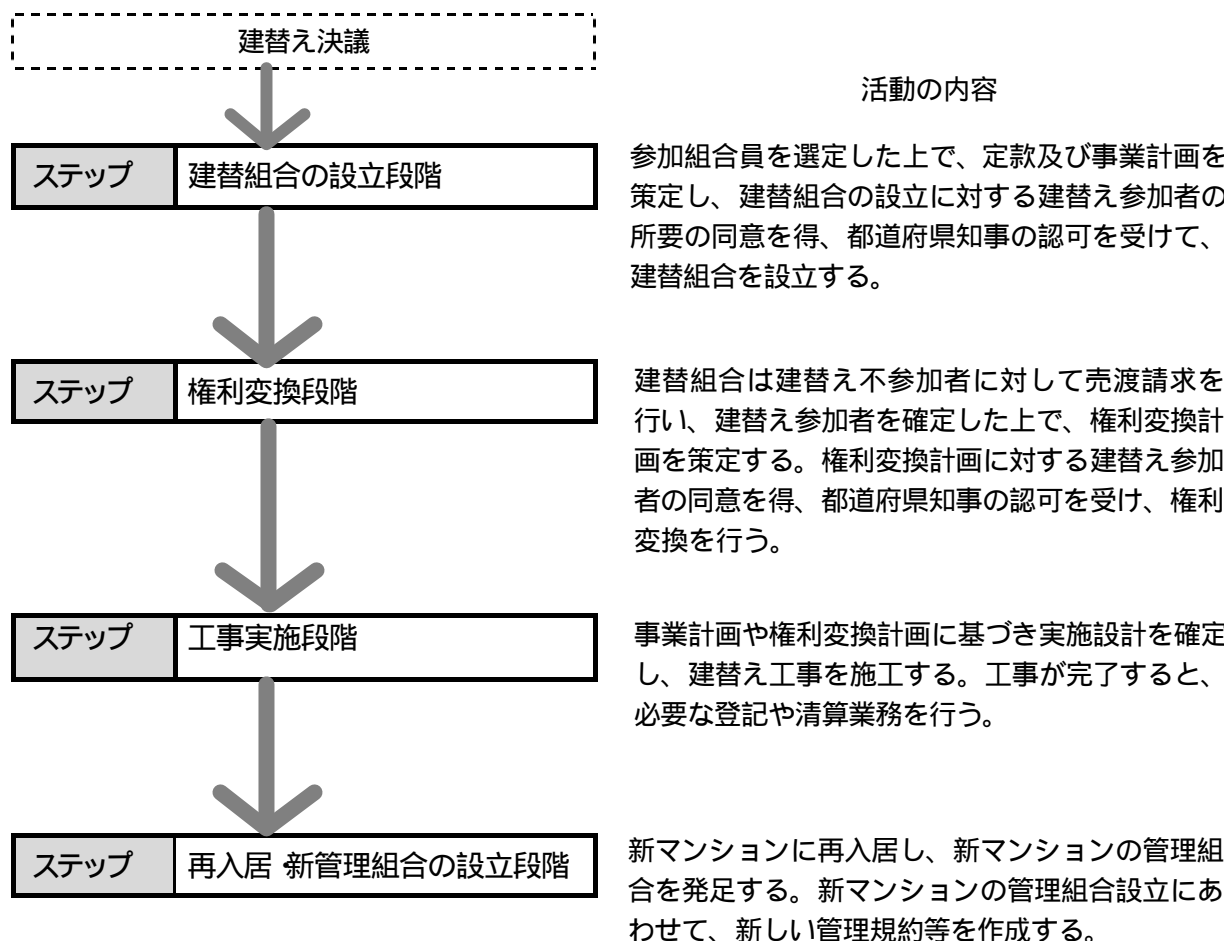 建替え決議
活動の内容
ステップ 建替組合の設立段階
参加組合員を選定した上で、定款及び事業計画を
策定し、建替組合の設立に対する建替え参加者の
所要の同意を得、都道府県知事の認可を受けて、
建替組合を設立する。
ステップ 権利変換段階
建替組合は建替え不参加者に対して売渡請求を
行い、建替え参加者を確定した上で、権利変換計
画を策定する。権利変換計画に対する建替え参加
者の同意を得、都道府県知事の認可を受け、権利
変換を行う。
ステップ 工事実施段階
事業計画や権利変換計画に基づき実施設計を確定
し、建替え工事を施工する。工事が完了すると、
必要な登記や清算業務を行う。
ステップ 再入居・新管理組合の設立段階
新マンションに再入居し、新マンションの管理組
合を発足する。新マンションの管理組合設立にあ
わせて、新しい管理規約等を作成する。